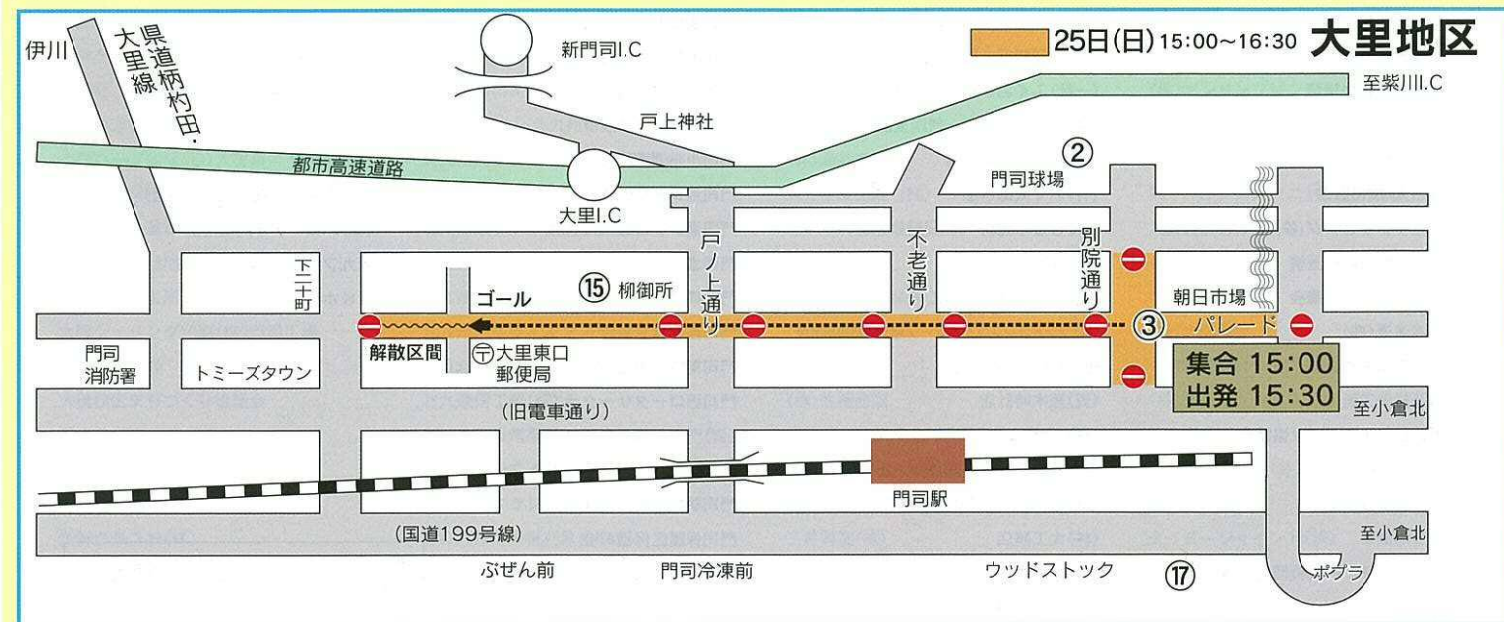 25日(日) 15:00~16:30 大里地区
伊川
県道柄杓田・
大里線
新門司I.C
至紫川I.C
戸上神社
都市高速道路
②
門司球場
大里I.C
戸ノ上通り
不老通り
別院通り
下二十町
ゴール
⑮ 柳御所
朝日市場
③ パレード
解散区間
〒大里東口
郵便局
門司
消防署
トミーズタウン
集合 15:00
出発 15:30
(旧電車通り)
至小倉北
門司駅
(国道199号線)
至小倉北
ぶぜん前
門司冷凍前
ウッドストック
⑰
ポプラ